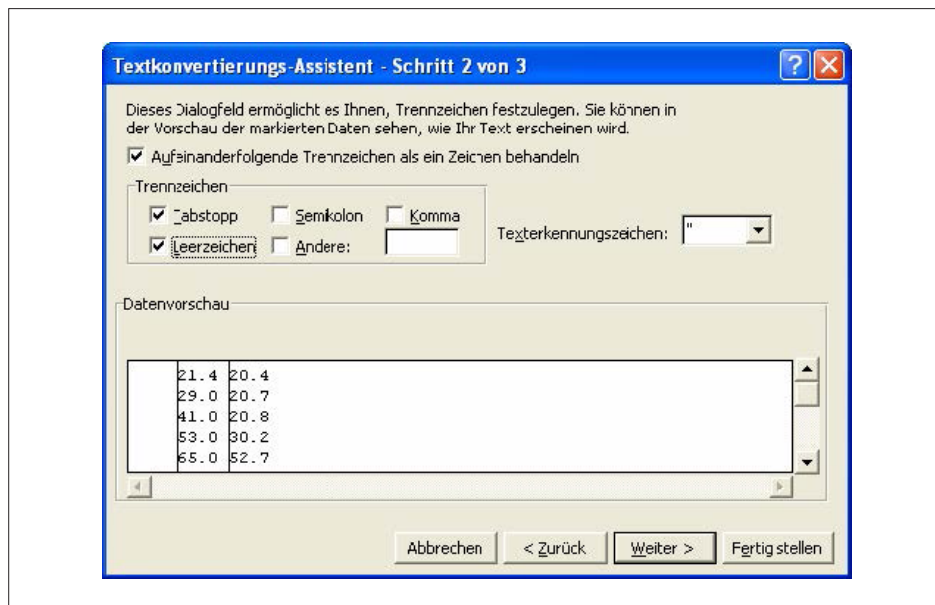 Textkonvertierungs-Assistent - Schritt 2 von 3
Dieses Dialogfeld ermöglicht es Ihnen, Trennzeichen festzulegen. Sie können in
der Vorschau der markierten Daten sehen, wie Ihr Text erscheinen wird.
Aufeinanderfolgende Trennzeichen als ein Zeichen behandeln
Trennzeichen
Tabstopp Semikolon Komma
Leerzeichen Andere:
Texterkennungszeichen: "
Datenvorschau
21.4 20.4
29.0 20.7
41.0 20.8
53.0 30.2
65.0 52.7
Abbrechen < Zurück Weiter > Fertig stellen